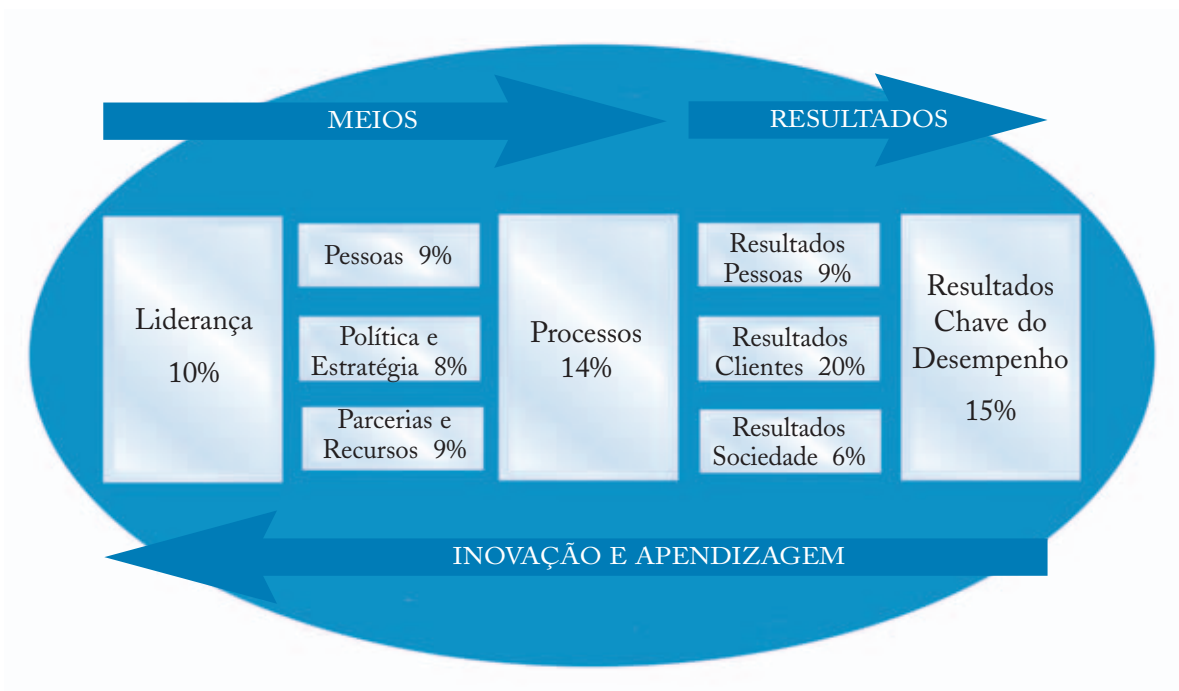 MEIOS
RESULTADOS
Liderança
10%
Pessoas 9%
Política e
Estratégia 8%
Parcerias e
Recursos 9%
Processos
14%
Resultados
Pessoas 9%
Resultados
Clientes 20%
Resultados
Sociedade 6%
Resultados
Chave do
Desempenho
15%
INOVAÇÃO E APENDIZAGEM